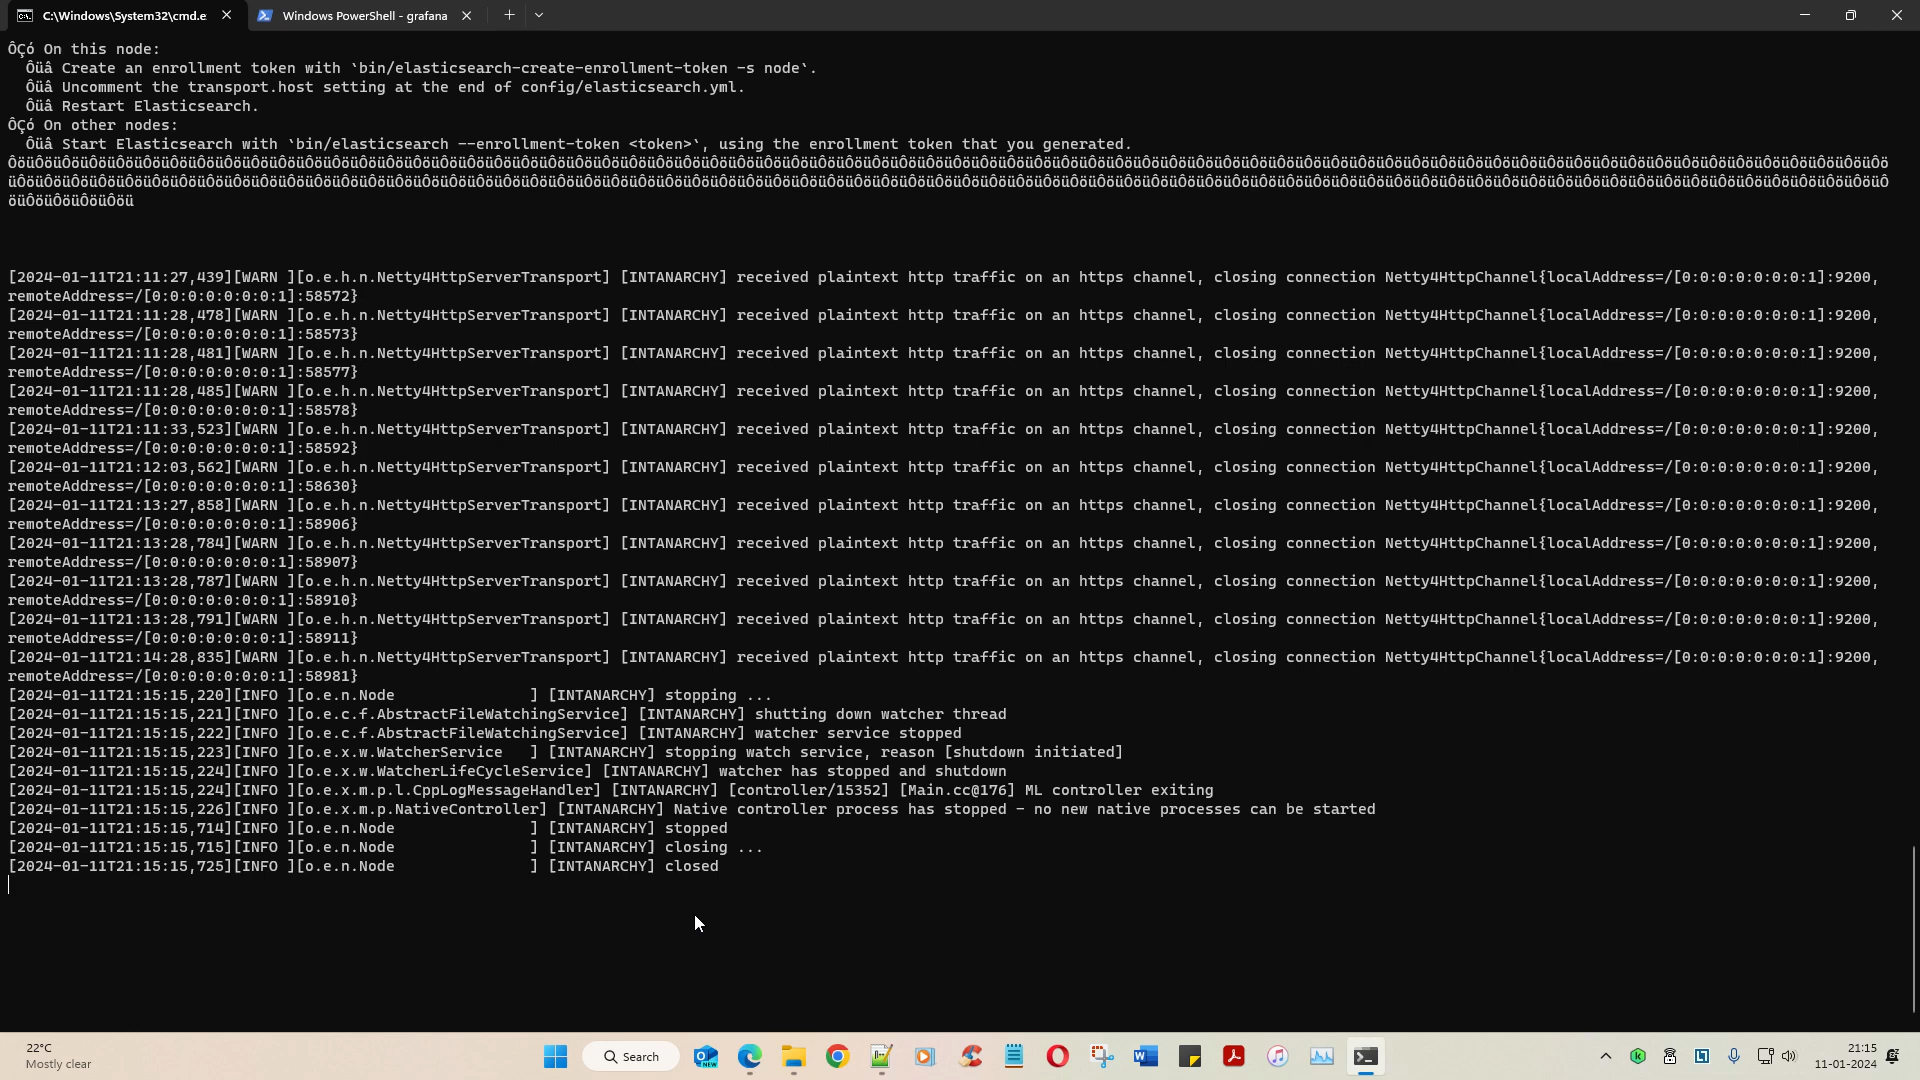 C:\Windows\System32\cmd.e
Windows PowerShell - grafana
ÔÇó On this node:
Ôüâ Create an enrollment token with `bin/elasticsearch-create-enrollment-token -s node`.
Ôüâ Uncomment the transport.host setting at the end of config/elasticsearch.yml.
Ôüâ Restart Elasticsearch.
ÔÇó On other nodes:
Ôüâ Start Elasticsearch with `bin/elasticsearch --enrollment-token <token>`, using the enrollment token that you generated.
[2024-01-11T21:11:27,439][WARN ][o.e.h.n.Netty4HttpServerTransport] [INTANARCHY] received plaintext http traffic on an https channel, closing connection Netty4HttpChannel{localAddress=/[0:0:0:0:0:0:0:1]:9200,
remoteAddress=/[0:0:0:0:0:0:0:1]:58572}
[2024-01-11T21:11:28,478][WARN ][o.e.h.n.Netty4HttpServerTransport] [INTANARCHY] received plaintext http traffic on an https channel, closing connection Netty4HttpChannel{localAddress=/[0:0:0:0:0:0:0:1]:9200,
remoteAddress=/[0:0:0:0:0:0:0:1]:58573}
[2024-01-11T21:11:28,481][WARN ][o.e.h.n.Netty4HttpServerTransport] [INTANARCHY] received plaintext http traffic on an https channel, closing connection Netty4HttpChannel{localAddress=/[0:0:0:0:0:0:0:1]:9200,
remoteAddress=/[0:0:0:0:0:0:0:1]:58577}
[2024-01-11T21:11:28,485][WARN ][o.e.h.n.Netty4HttpServerTransport] [INTANARCHY] received plaintext http traffic on an https channel, closing connection Netty4HttpChannel{localAddress=/[0:0:0:0:0:0:0:1]:9200,
remoteAddress=/[0:0:0:0:0:0:0:1]:58578}
[2024-01-11T21:11:33,523][WARN ][o.e.h.n.Netty4HttpServerTransport] [INTANARCHY] received plaintext http traffic on an https channel, closing connection Netty4HttpChannel{localAddress=/[0:0:0:0:0:0:0:1]:9200,
remoteAddress=/[0:0:0:0:0:0:0:1]:58592}
[2024-01-11T21:12:03,562][WARN ][o.e.h.n.Netty4HttpServerTransport] [INTANARCHY] received plaintext http traffic on an https channel, closing connection Netty4HttpChannel{localAddress=/[0:0:0:0:0:0:0:1]:9200,
remoteAddress=/[0:0:0:0:0:0:0:1]:58630}
[2024-01-11T21:13:27,858][WARN ][o.e.h.n.Netty4HttpServerTransport] [INTANARCHY] received plaintext http traffic on an https channel, closing connection Netty4HttpChannel{localAddress=/[0:0:0:0:0:0:0:1]:9200,
remoteAddress=/[0:0:0:0:0:0:0:1]:58906}
[2024-01-11T21:13:28,784][WARN ][o.e.h.n.Netty4HttpServerTransport] [INTANARCHY] received plaintext http traffic on an https channel, closing connection Netty4HttpChannel{localAddress=/[0:0:0:0:0:0:0:1]:9200,
remoteAddress=/[0:0:0:0:0:0:0:1]:58907}
[2024-01-11T21:13:28,787][WARN ][o.e.h.n.Netty4HttpServerTransport] [INTANARCHY] received plaintext http traffic on an https channel, closing connection Netty4HttpChannel{localAddress=/[0:0:0:0:0:0:0:1]:9200,
remoteAddress=/[0:0:0:0:0:0:0:1]:58910}
[2024-01-11T21:13:28,791][WARN ][o.e.h.n.Netty4HttpServerTransport] [INTANARCHY] received plaintext http traffic on an https channel, closing connection Netty4HttpChannel{localAddress=/[0:0:0:0:0:0:0:1]:9200,
remoteAddress=/[0:0:0:0:0:0:0:1]:58911}
[2024-01-11T21:14:28,835][WARN ][o.e.h.n.Netty4HttpServerTransport] [INTANARCHY] received plaintext http traffic on an https channel, closing connection Netty4HttpChannel{localAddress=/[0:0:0:0:0:0:0:1]:9200,
remoteAddress=/[0:0:0:0:0:0:0:1]:58981}
[2024-01-11T21:15:15,220][INFO ][o.e.n.Node               ] [INTANARCHY] stopping ...
[2024-01-11T21:15:15,221][INFO ][o.e.c.f.AbstractFileWatchingService] [INTANARCHY] shutting down watcher thread
[2024-01-11T21:15:15,222][INFO ][o.e.c.f.AbstractFileWatchingService] [INTANARCHY] watcher service stopped
[2024-01-11T21:15:15,223][INFO ][o.e.x.w.WatcherService   ] [INTANARCHY] stopping watch service, reason [shutdown initiated]
[2024-01-11T21:15:15,224][INFO ][o.e.x.w.WatcherLifeCycleService] [INTANARCHY] watcher has stopped and shutdown
[2024-01-11T21:15:15,224][INFO ][o.e.x.m.p.l.CppLogMessageHandler] [INTANARCHY] [controller/15352] [Main.cc@176] ML controller exiting
[2024-01-11T21:15:15,226][INFO ][o.e.x.m.p.NativeController] [INTANARCHY] Native controller process has stopped - no new native processes can be started
[2024-01-11T21:15:15,714][INFO ][o.e.n.Node               ] [INTANARCHY] stopped
[2024-01-11T21:15:15,715][INFO ][o.e.n.Node               ] [INTANARCHY] closing ...
[2024-01-11T21:15:15,725][INFO ][o.e.n.Node               ] [INTANARCHY] closed
22°C
Mostly clear
Search
21:15
11-01-2024